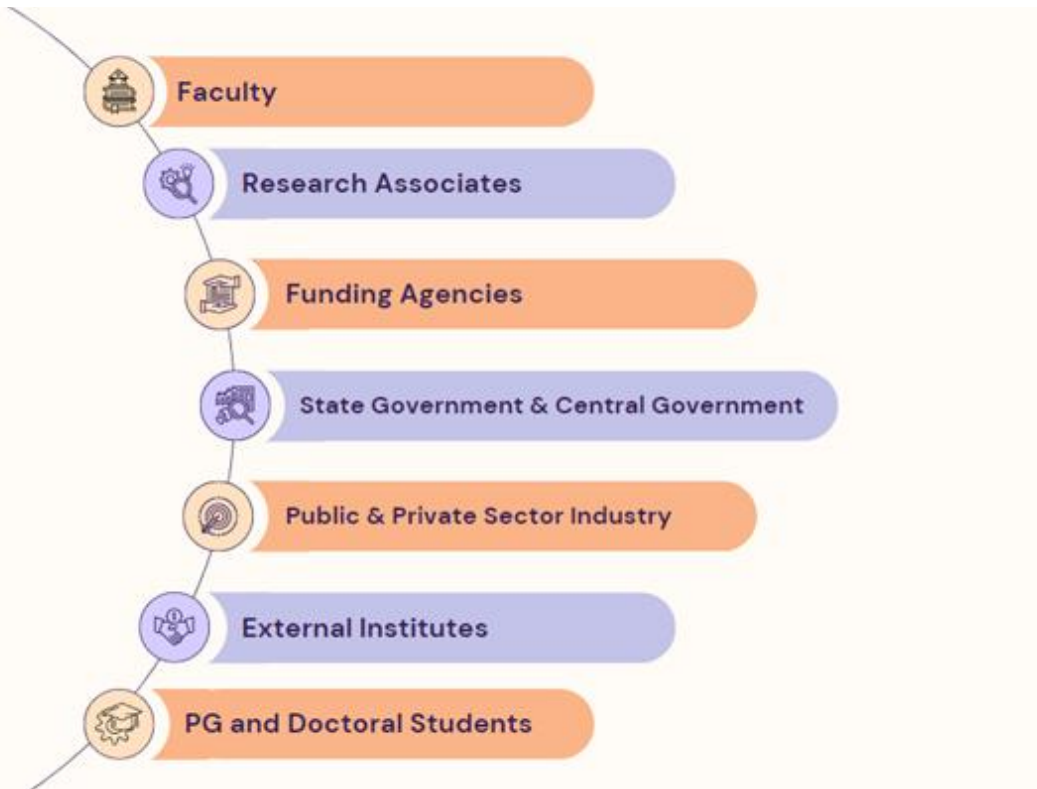 Faculty
Research Associates
Funding Agencies
State Government & Central Government
Public & Private Sector Industry
External Institutes
PG and Doctoral Students